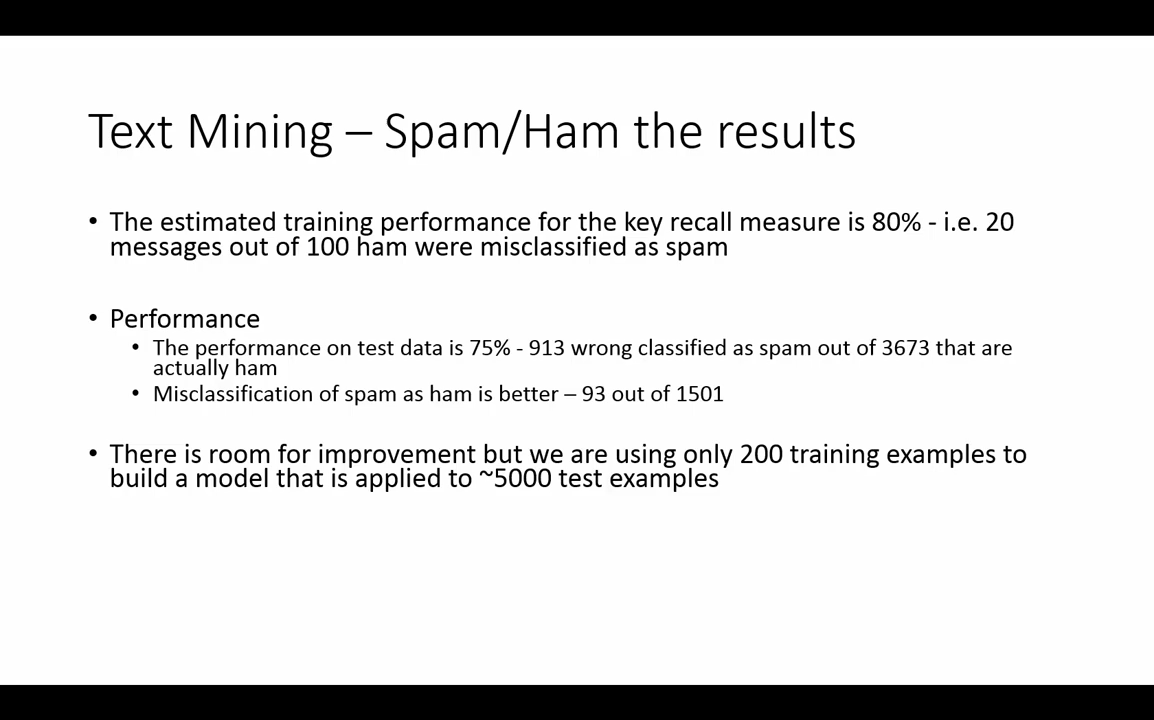 Text Mining – Spam/Ham the results
• The estimated training performance for the key recall measure is 80% - i.e. 20
messages out of 100 ham were misclassified as spam
• Performance
• The performance on test data is 75% - 913 wrong classified as spam out of 3673 that are
actually ham
• Misclassification of spam as ham is better – 93 out of 1501
• There is room for improvement but we are using only 200 training examples to
build a model that is applied to ~5000 test examples